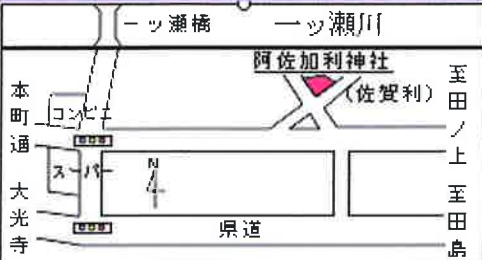 一ッ瀬橋
一ッ瀬川
阿佐加利神社
(佐賀利)
コンビニ
スーパー
本町通
大光寺
N
県道
至田ノ上
至田島